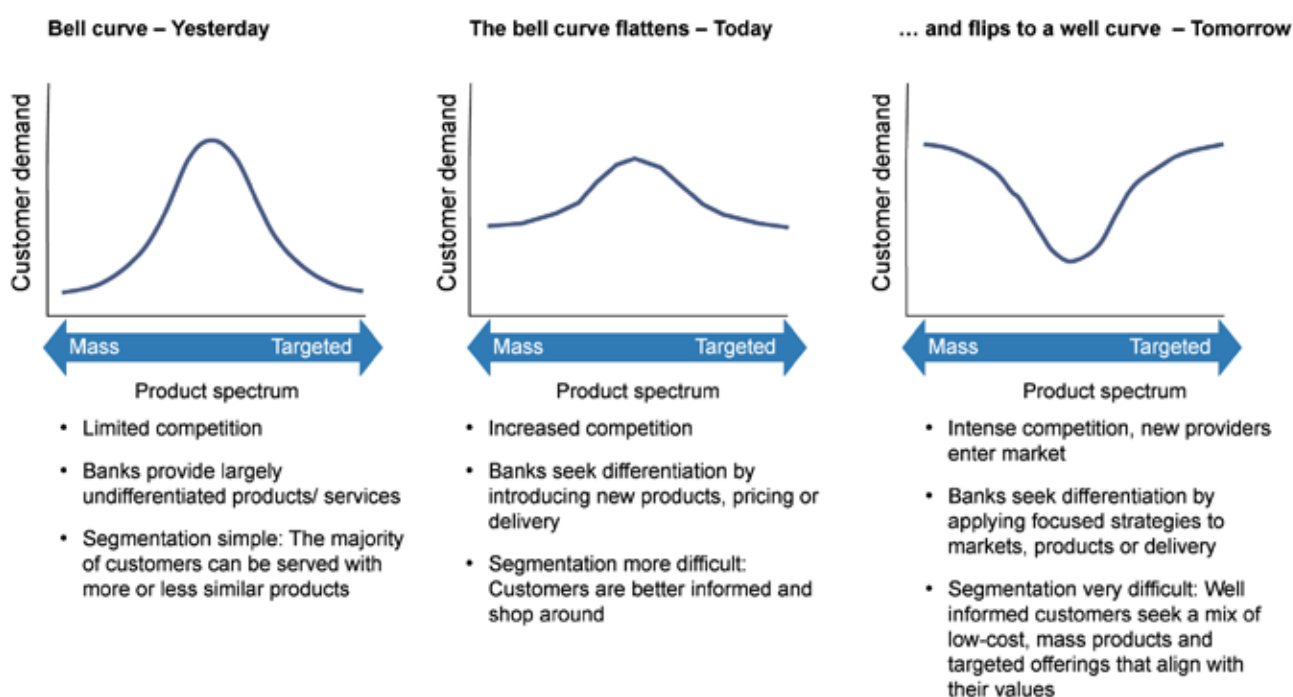 Bell curve – Yesterday
Customer demand
Mass
Targeted
Product spectrum
• Limited competition
• Banks provide largely
undifferentiated products/ services
• Segmentation simple: The majority
of customers can be served with
more or less similar products
The bell curve flattens – Today
Customer demand
Mass
Targeted
Product spectrum
• Increased competition
• Banks seek differentiation by
introducing new products, pricing or
delivery
• Segmentation more difficult:
Customers are better informed and
shop around
… and flips to a well curve – Tomorrow
Customer demand
Mass
Targeted
Product spectrum
• Intense competition, new providers
enter market
• Banks seek differentiation by
applying focused strategies to
markets, products or delivery
• Segmentation very difficult: Well
informed customers seek a mix of
low-cost, mass products and
targeted offerings that align with
their values